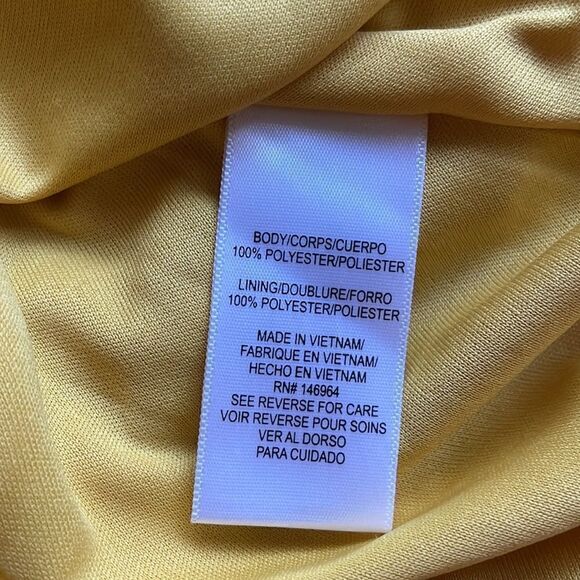 BODY/CORPS/CUERPO
100% POLYESTER/POLIESTER
LINING/DOUBLURE/FORRO
100% POLYESTER/POLIESTER
MADE IN VIETNAM/
FABRIQUE EN VIETNAM/
HECHO EN VIETNAM
RN# 146964
SEE REVERSE FOR CARE
VOIR REVERSE POUR SOINS
VER AL DORSO
PARA CUIDADO